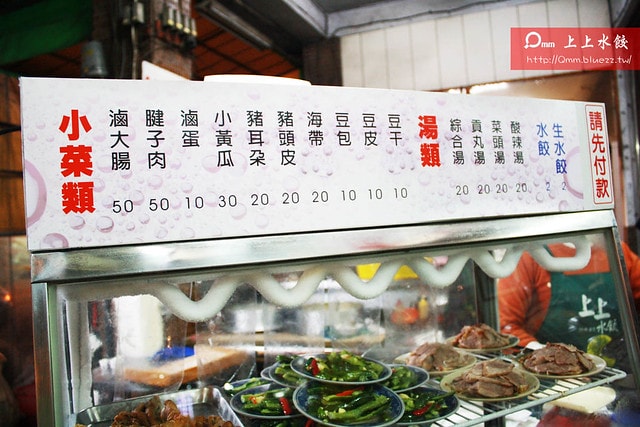 Qmm 上上水餃
http://Qmm.bluezz.tw/
小菜類
滷大腸 50
腱子肉 50
滷蛋 10
小黃瓜 30
豬耳朵 20
豬頭皮 20
海帶 20
豆包 10
豆皮 10
豆干 10
湯類
綜合湯 20
貢丸湯 20
菜頭湯 20
酸辣湯 20
水餃 2
生水餃 2
請先付款
上上
水餃